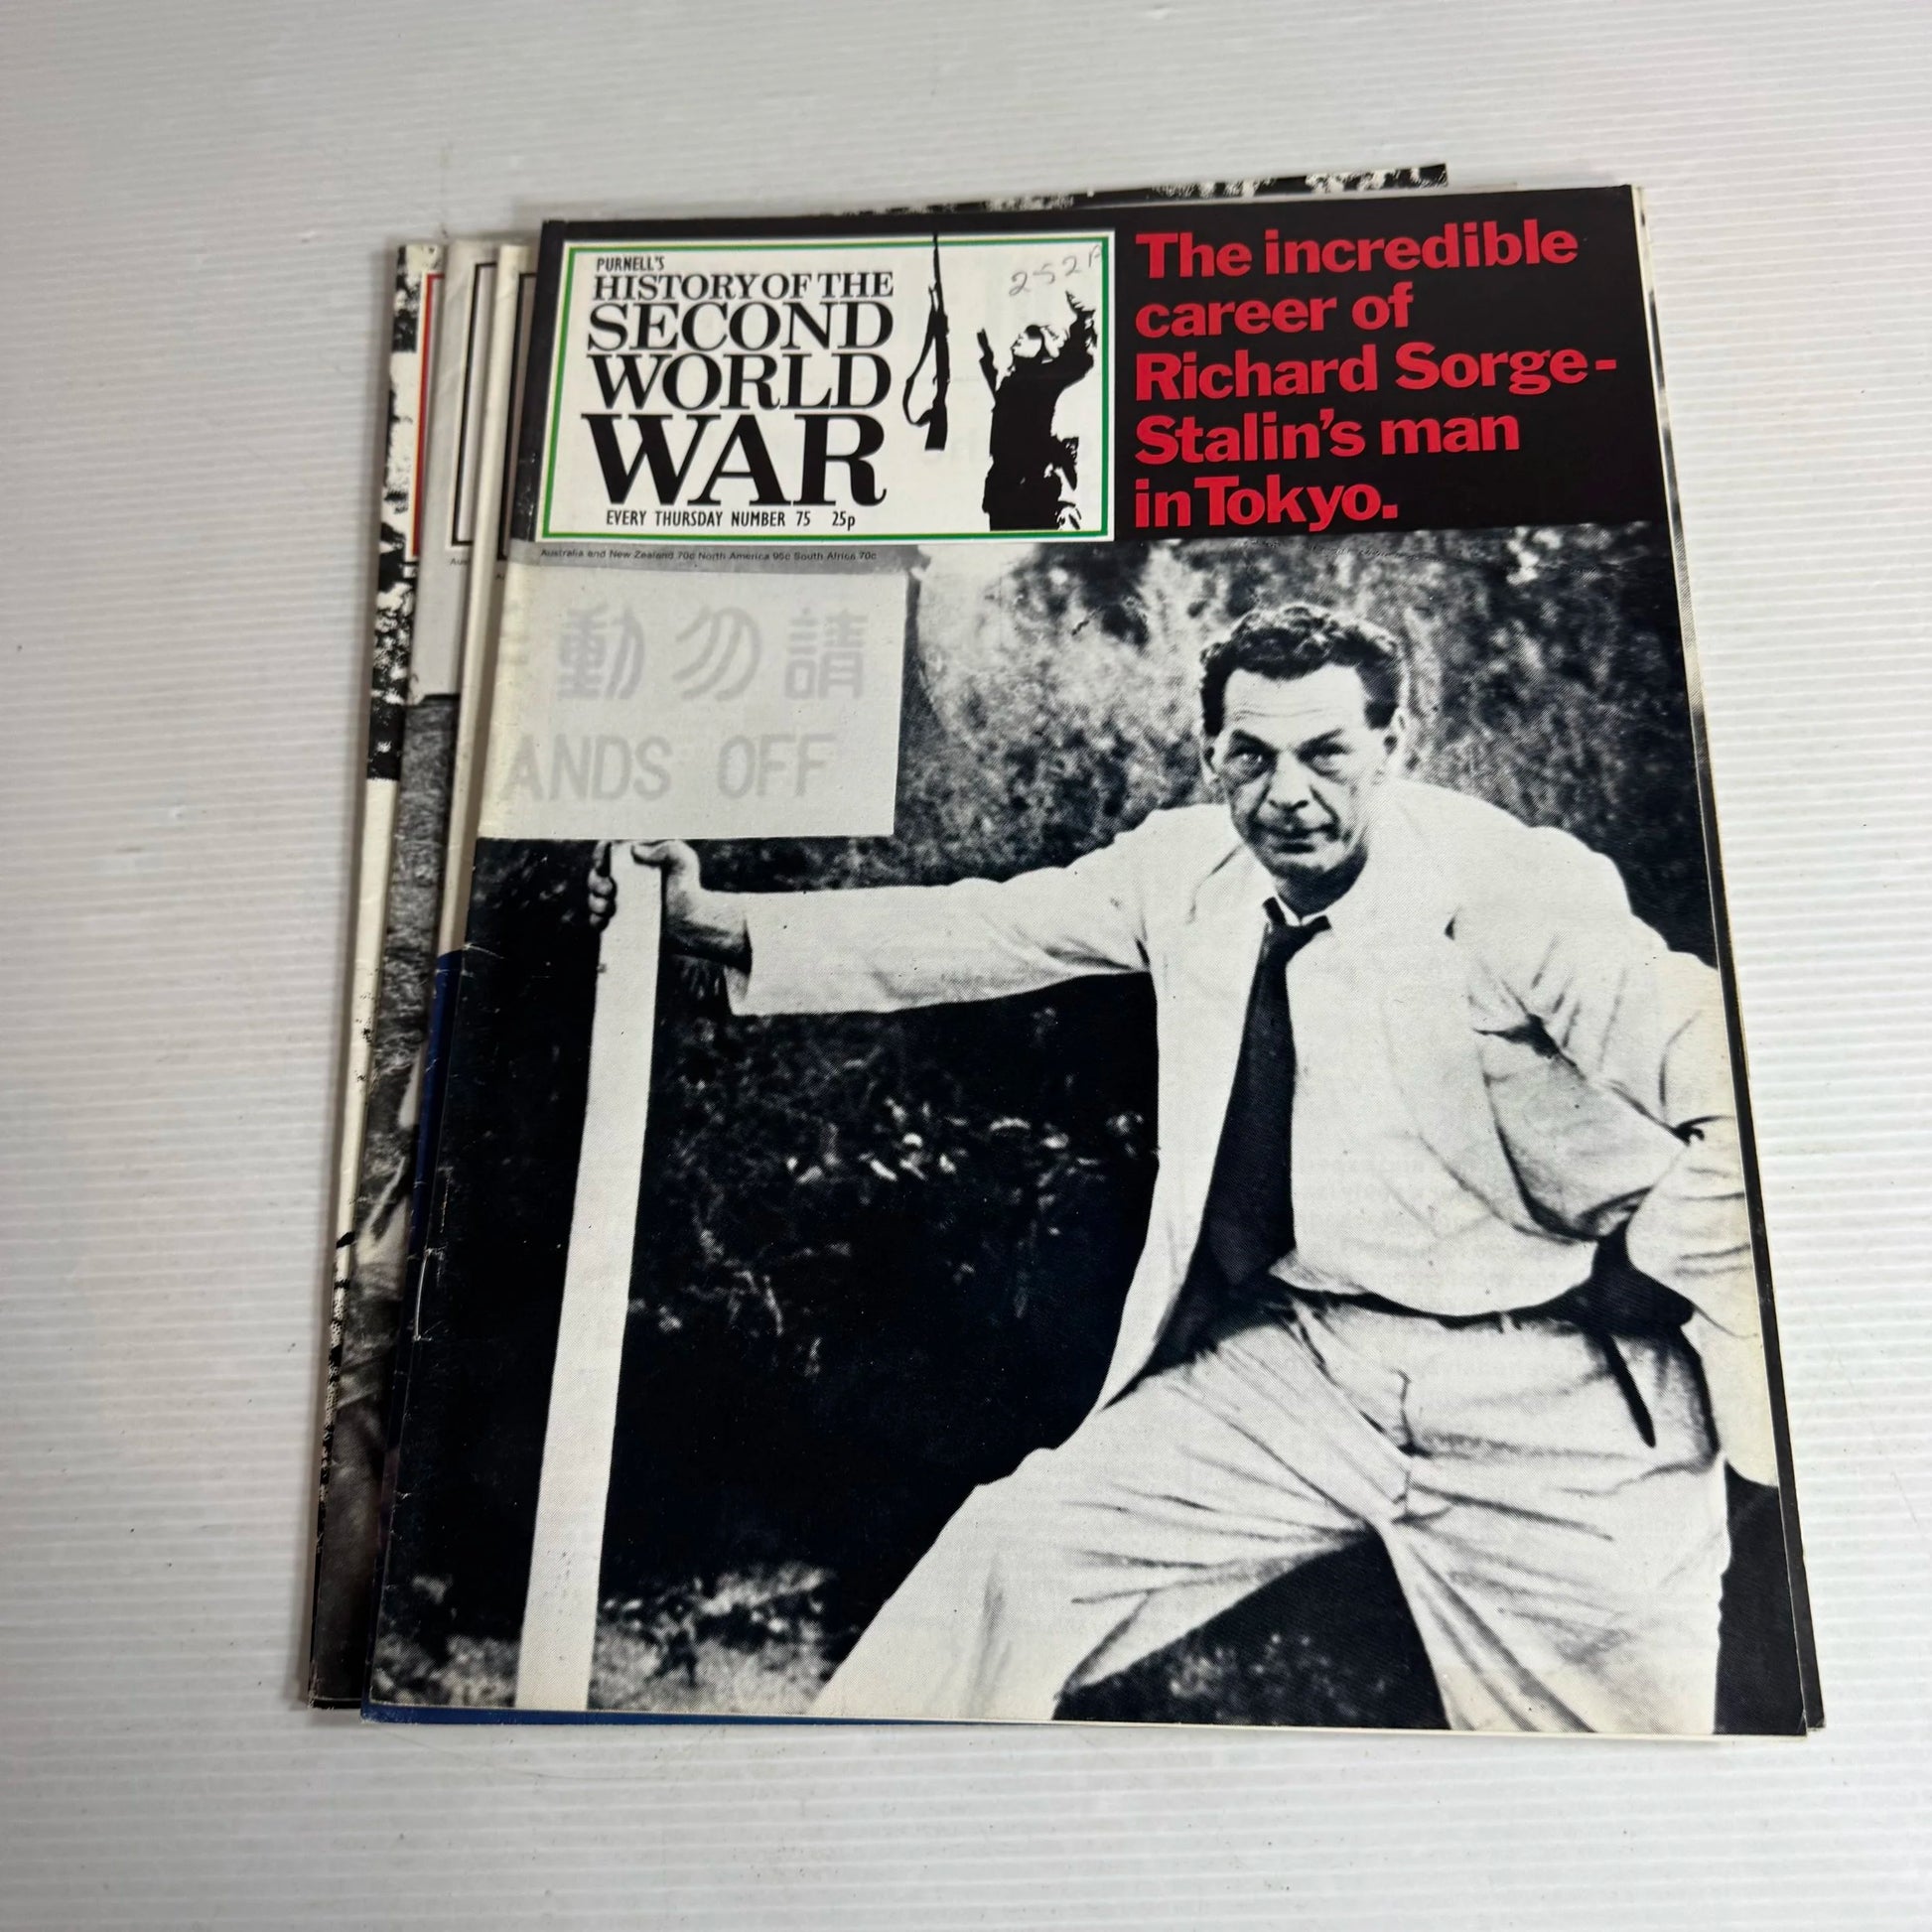 PURNELL'S
HISTORY OF THE
SECOND
WORLD
WAR
EVERY THURSDAY NUMBER 75 25p
Australia and New Zealand 70c North America 95c South Africa 70c
The incredible
career of
Richard Sorge-
Stalin's man
in Tokyo.
動勿請
ANDS OFF